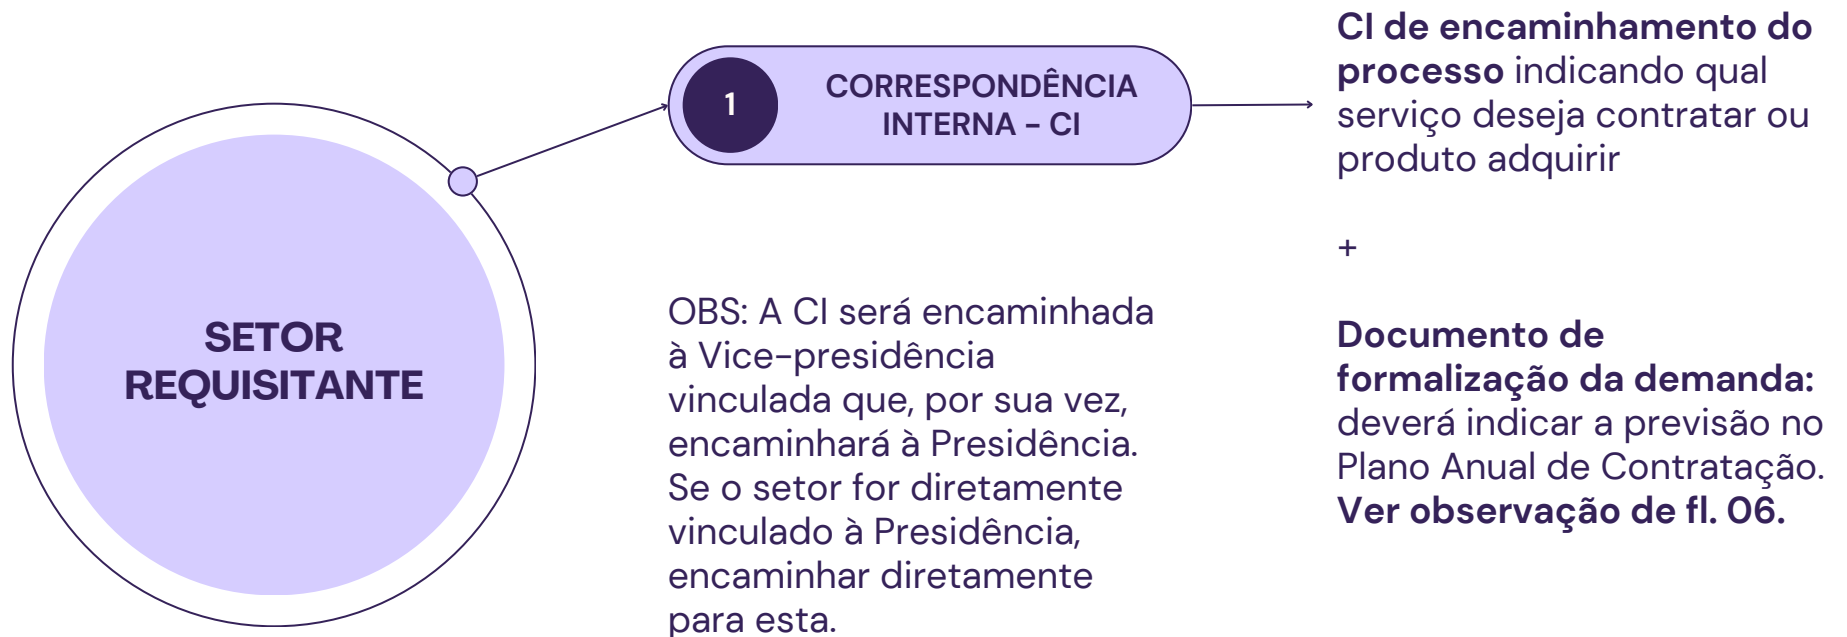 SETOR
REQUISITANTE
1
CORRESPONDÊNCIA
INTERNA - CI
OBS: A CI será encaminhada
à Vice-presidência
vinculada que, por sua vez,
encaminhará à Presidência.
Se o setor for diretamente
vinculado à Presidência,
encaminhar diretamente
para esta.
CI de encaminhamento do
processo indicando qual
serviço deseja contratar ou
produto adquirir
+
Documento de
formalização da demanda:
deverá indicar a previsão no
Plano Anual de Contratação.
Ver observação de fl. 06.